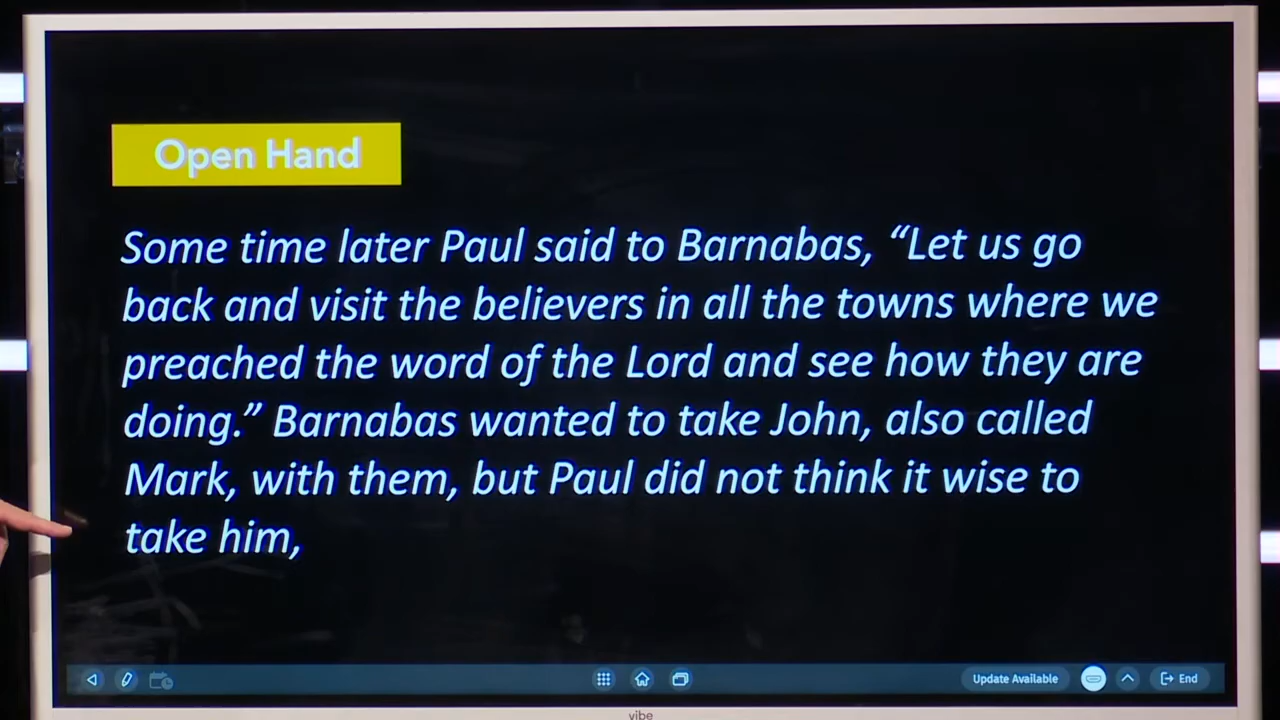 Open Hand
Some time later Paul said to Barnabas, “Let us go
back and visit the believers in all the towns where we
preached the word of the Lord and see how they are
doing.” Barnabas wanted to take John, also called
Mark, with them, but Paul did not think it wise to
take him,
Update Available
End
vibe